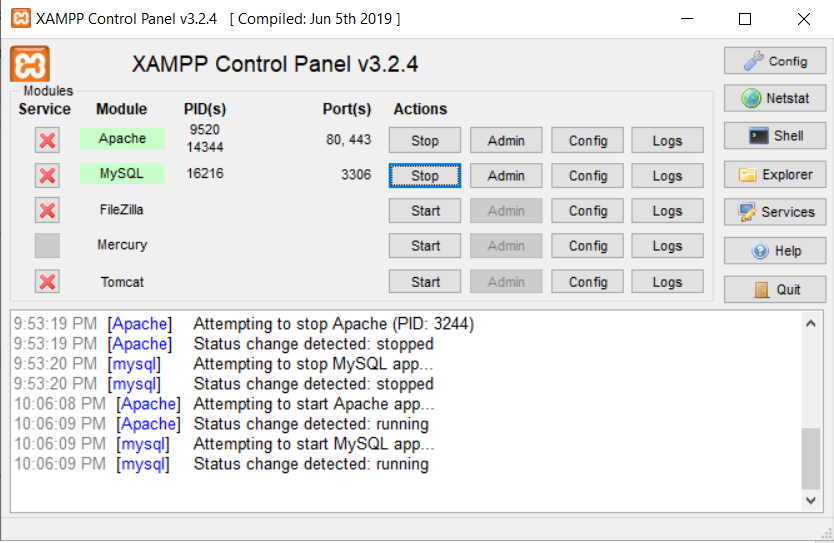 XAMPP Control Panel v3.2.4 [ Compiled: Jun 5th 2019 ]
XAMPP Control Panel v3.2.4
Config
Modules
Service Module PID(s) Port(s) Actions
Netstat
Apache 9520 14344 80, 443 Stop Admin Config Logs
Shell
MySQL 16216 3306 Stop Admin Config Logs
Explorer
FileZilla Start Admin Config Logs
Services
Mercury Start Admin Config Logs
Help
Tomcat Start Admin Config Logs
Quit
9:53:19 PM [Apache] Attempting to stop Apache (PID: 3244)
9:53:19 PM [Apache] Status change detected: stopped
9:53:20 PM [mysql] Attempting to stop MySQL app...
9:53:20 PM [mysql] Status change detected: stopped
10:06:08 PM [Apache] Attempting to start Apache app...
10:06:09 PM [Apache] Status change detected: running
10:06:09 PM [mysql] Attempting to start MySQL app...
10:06:09 PM [mysql] Status change detected: running